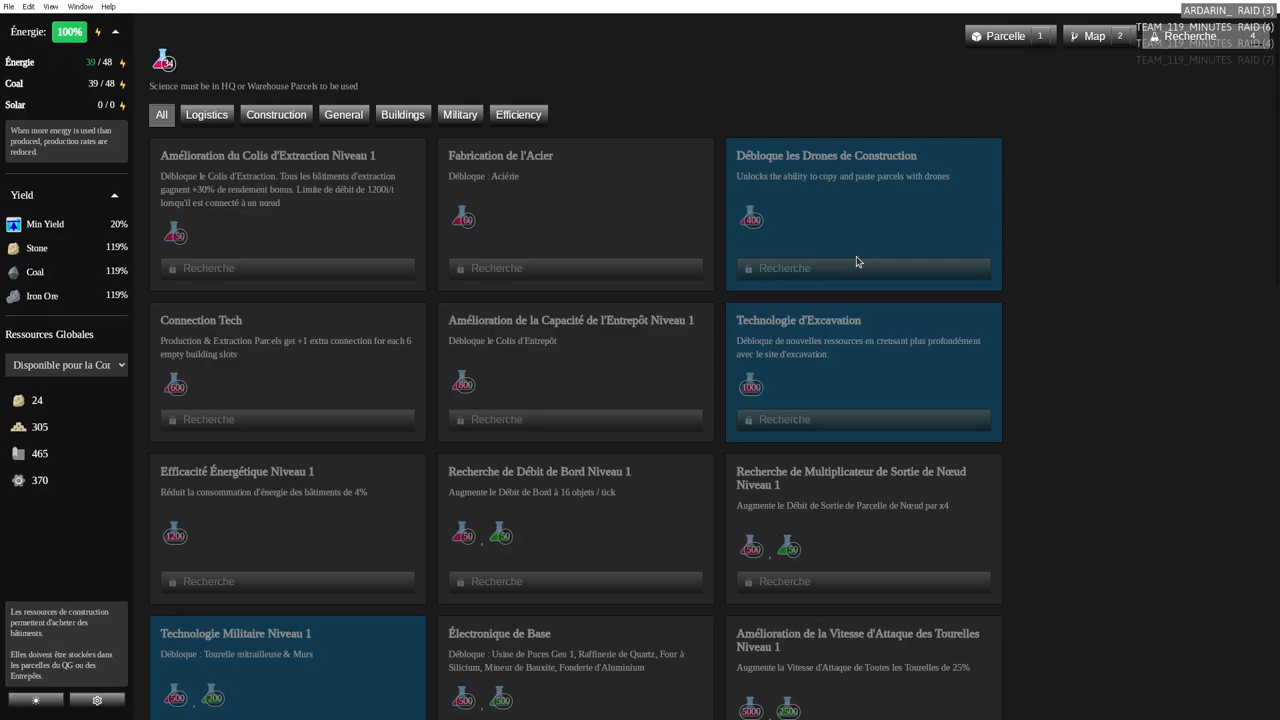 File Edit View Window Help
ARDARIN_ RAID (3)
TEAM_119_MINUTES RAID (6)
TEAM_119_MINUTES RAID (4)
TEAM_119_MINUTES RAID (7)
Énergie: 100%
Parcelle 1
Map 2
Recherche 4
Énergie 39 / 48
Coal 39 / 48
Solar 0 / 0
When more energy is used than
produced, production rates are
reduced.
Yield
Min Yield 20%
Stone 119%
Coal 119%
Iron Ore 119%
Ressources Globales
Disponible pour la Cor
24
305
465
370
Les ressources de construction
permettent d'acheter des
bâtiments.
Elles doivent être stockées dans
les parcelles du QG ou des
Entrepôts.
34
Science must be in HQ or Warehouse Parcels to be used
All Logistics Construction General Buildings Military Efficiency
Amélioration du Colis d'Extraction Niveau 1
Débloque le Colis d'Extraction. Tous les bâtiments d'extraction
gagnent +30% de rendement bonus. Limite de débit de 1200i/t
lorsqu'il est connecté à un nœud
50
Recherche
Fabrication de l'Acier
Débloque : Aciérie
60
Recherche
Débloque les Drones de Construction
Unlocks the ability to copy and paste parcels with drones
400
Recherche
Connection Tech
Production & Extraction Parcels get +1 extra connection for each 6
empty building slots
600
Recherche
Amélioration de la Capacité de l'Entrepôt Niveau 1
Débloque le Colis d'Entrepôt
800
Recherche
Technologie d'Excavation
Débloque de nouvelles ressources en creusant plus profondément
avec le site d'excavation.
1000
Recherche
Efficacité Énergétique Niveau 1
Réduit la consommation d'énergie des bâtiments de 4%
1200
Recherche
Recherche de Débit de Bord Niveau 1
Augmente le Débit de Bord à 16 objets / tick
50 , 50
Recherche
Recherche de Multiplicateur de Sortie de Nœud
Niveau 1
Augmente le Débit de Sortie de Parcelle de Nœud par x4
500 , 50
Recherche
Technologie Militaire Niveau 1
Débloque : Tourelle mitrailleuse & Murs
500 , 200
Électronique de Base
Débloque : Usine de Puces Gen 1, Raffinerie de Quartz, Four à
Silicium, Mineur de Bauxite, Fonderie d'Aluminium
500 , 500
Amélioration de la Vitesse d'Attaque des Tourelles
Niveau 1
Augmente la Vitesse d'Attaque de Toutes les Tourelles de 25%
5000 , 2500